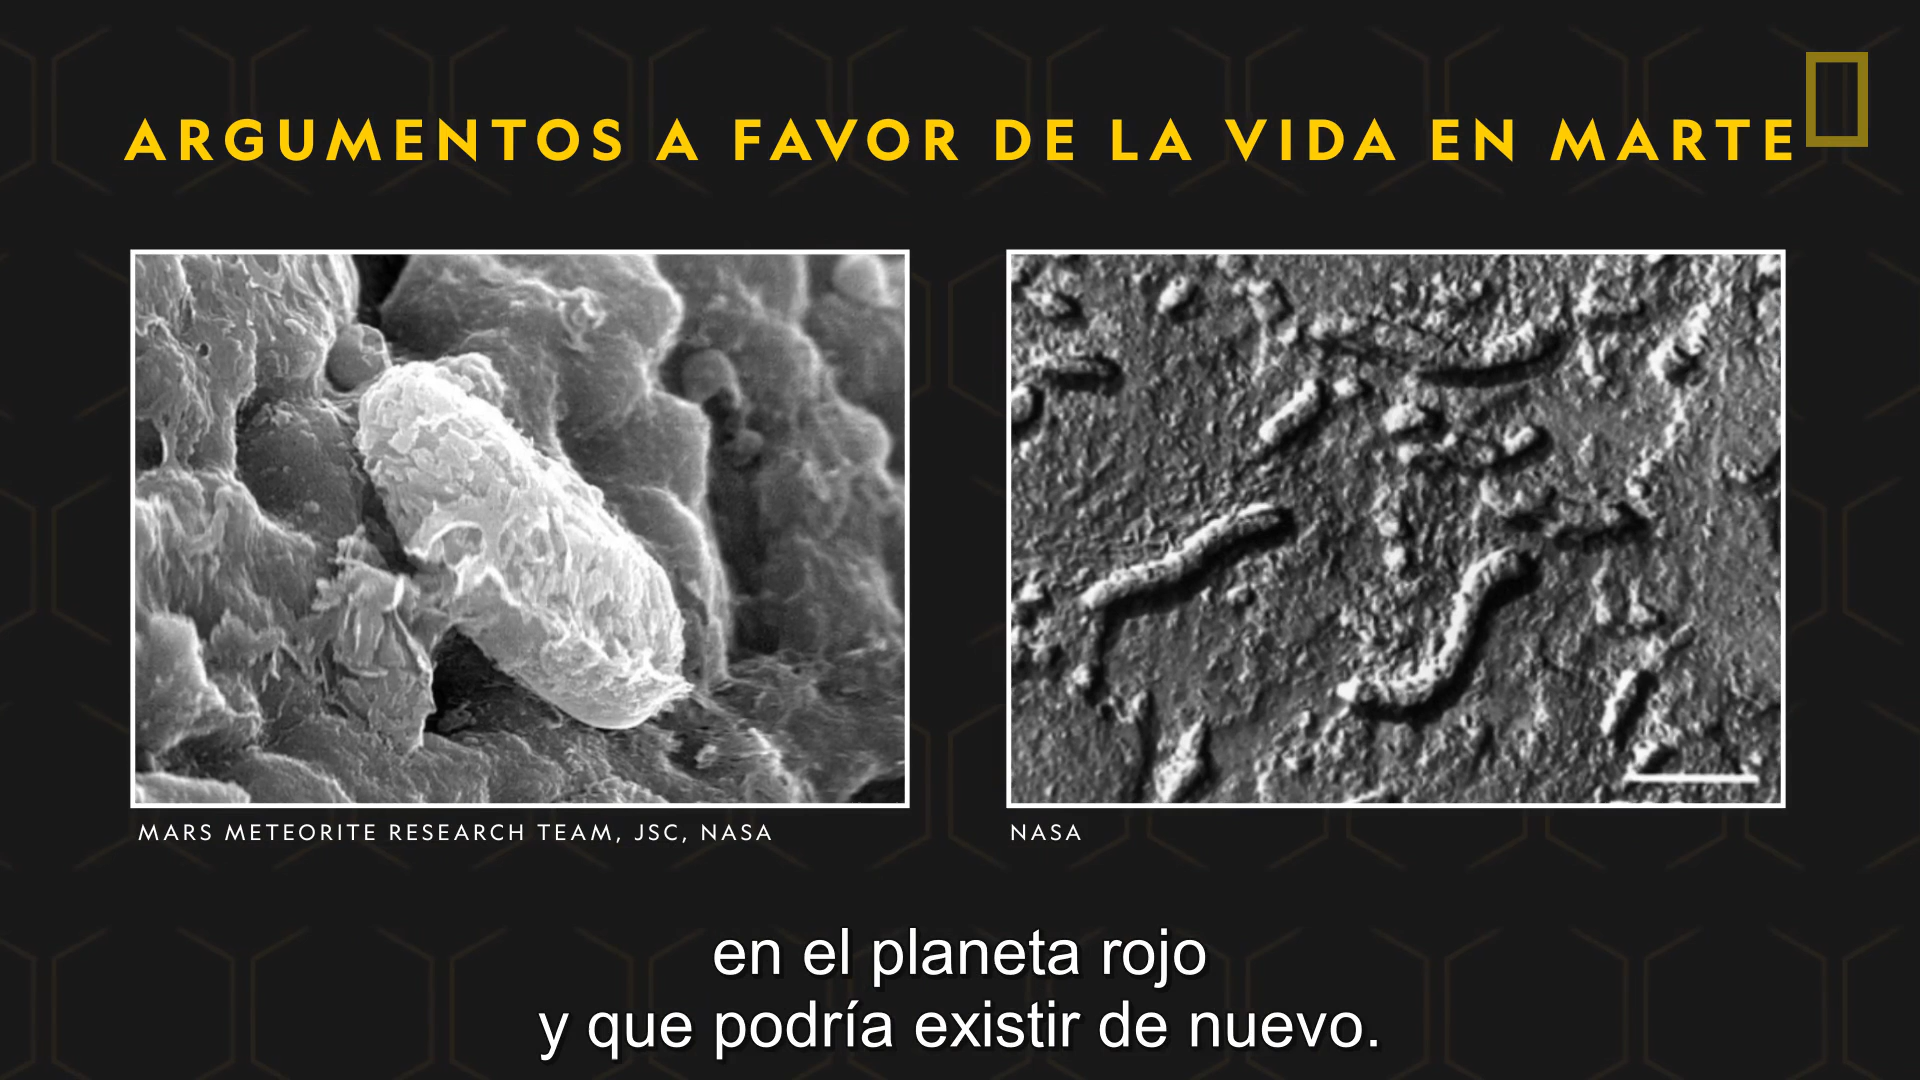 ARGUMENTOS A FAVOR DE LA VIDA EN MARTE
MARS METEORITE RESEARCH TEAM, JSC, NASA
NASA
en el planeta rojo
y que podría existir de nuevo.